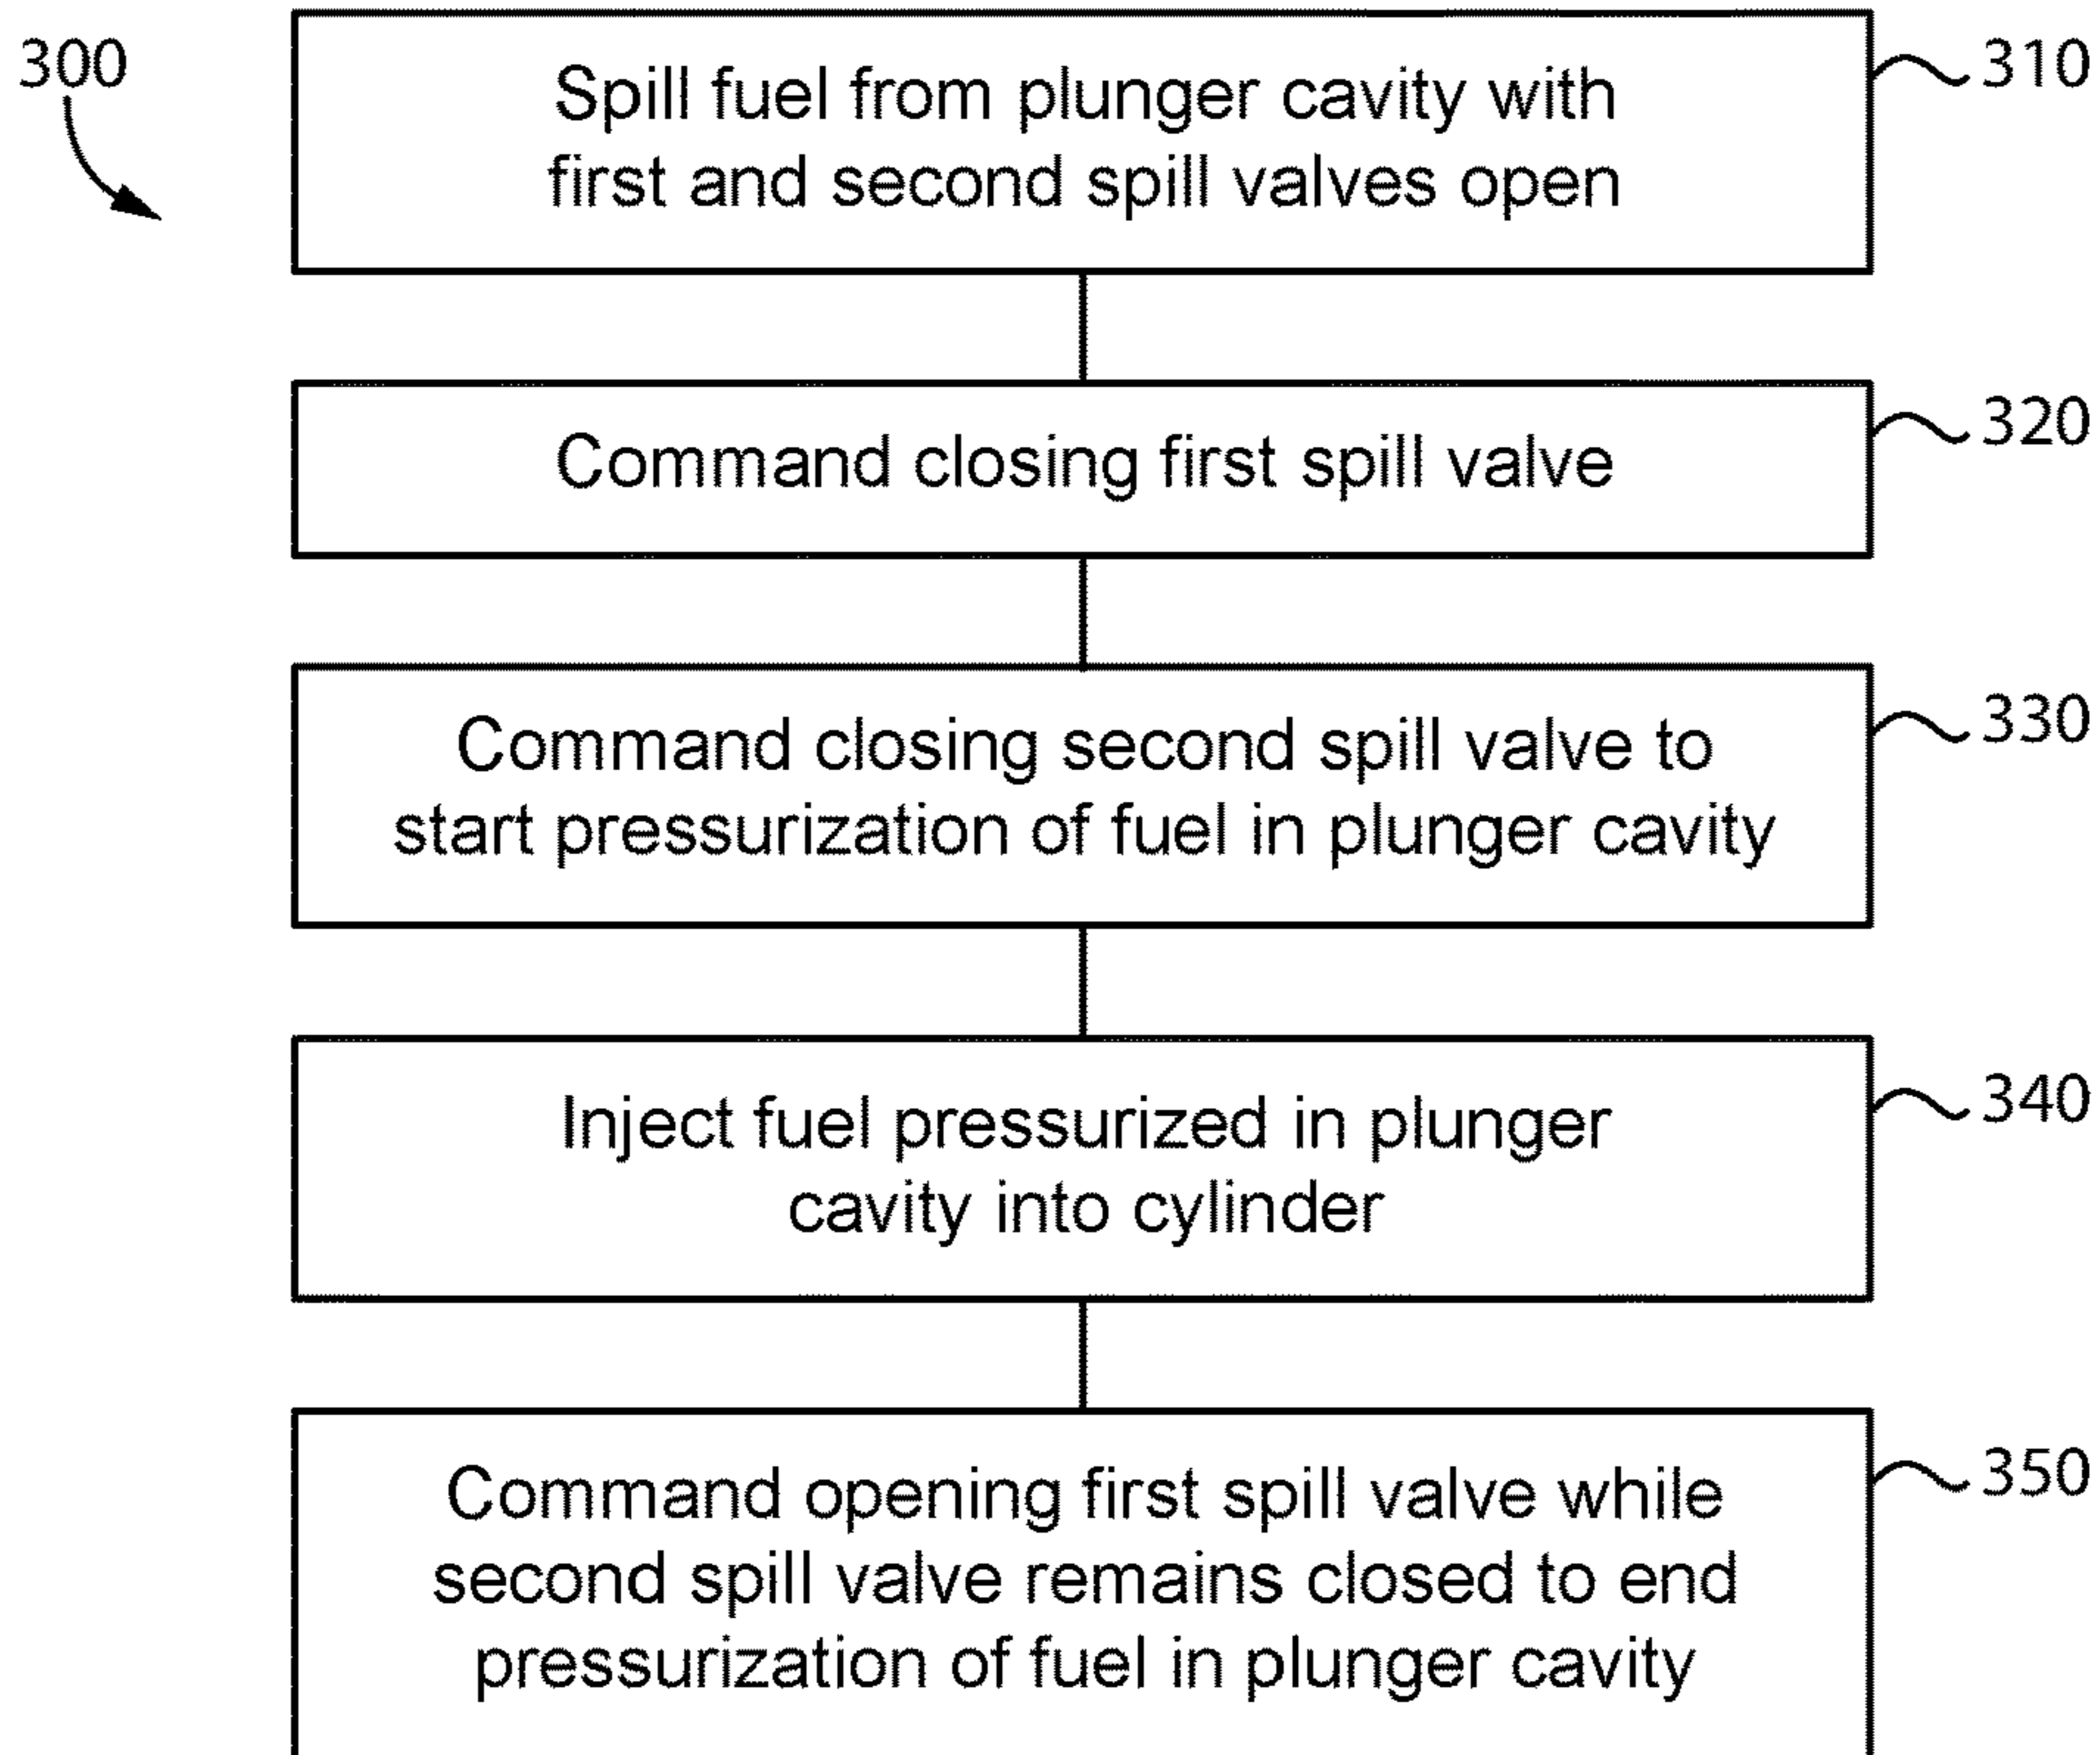 300
Spill fuel from plunger cavity with
first and second spill valves open
310
Command closing first spill valve
320
Command closing second spill valve to
start pressurization of fuel in plunger cavity
330
Inject fuel pressurized in plunger
cavity into cylinder
340
Command opening first spill valve while
second spill valve remains closed to end
pressurization of fuel in plunger cavity
350